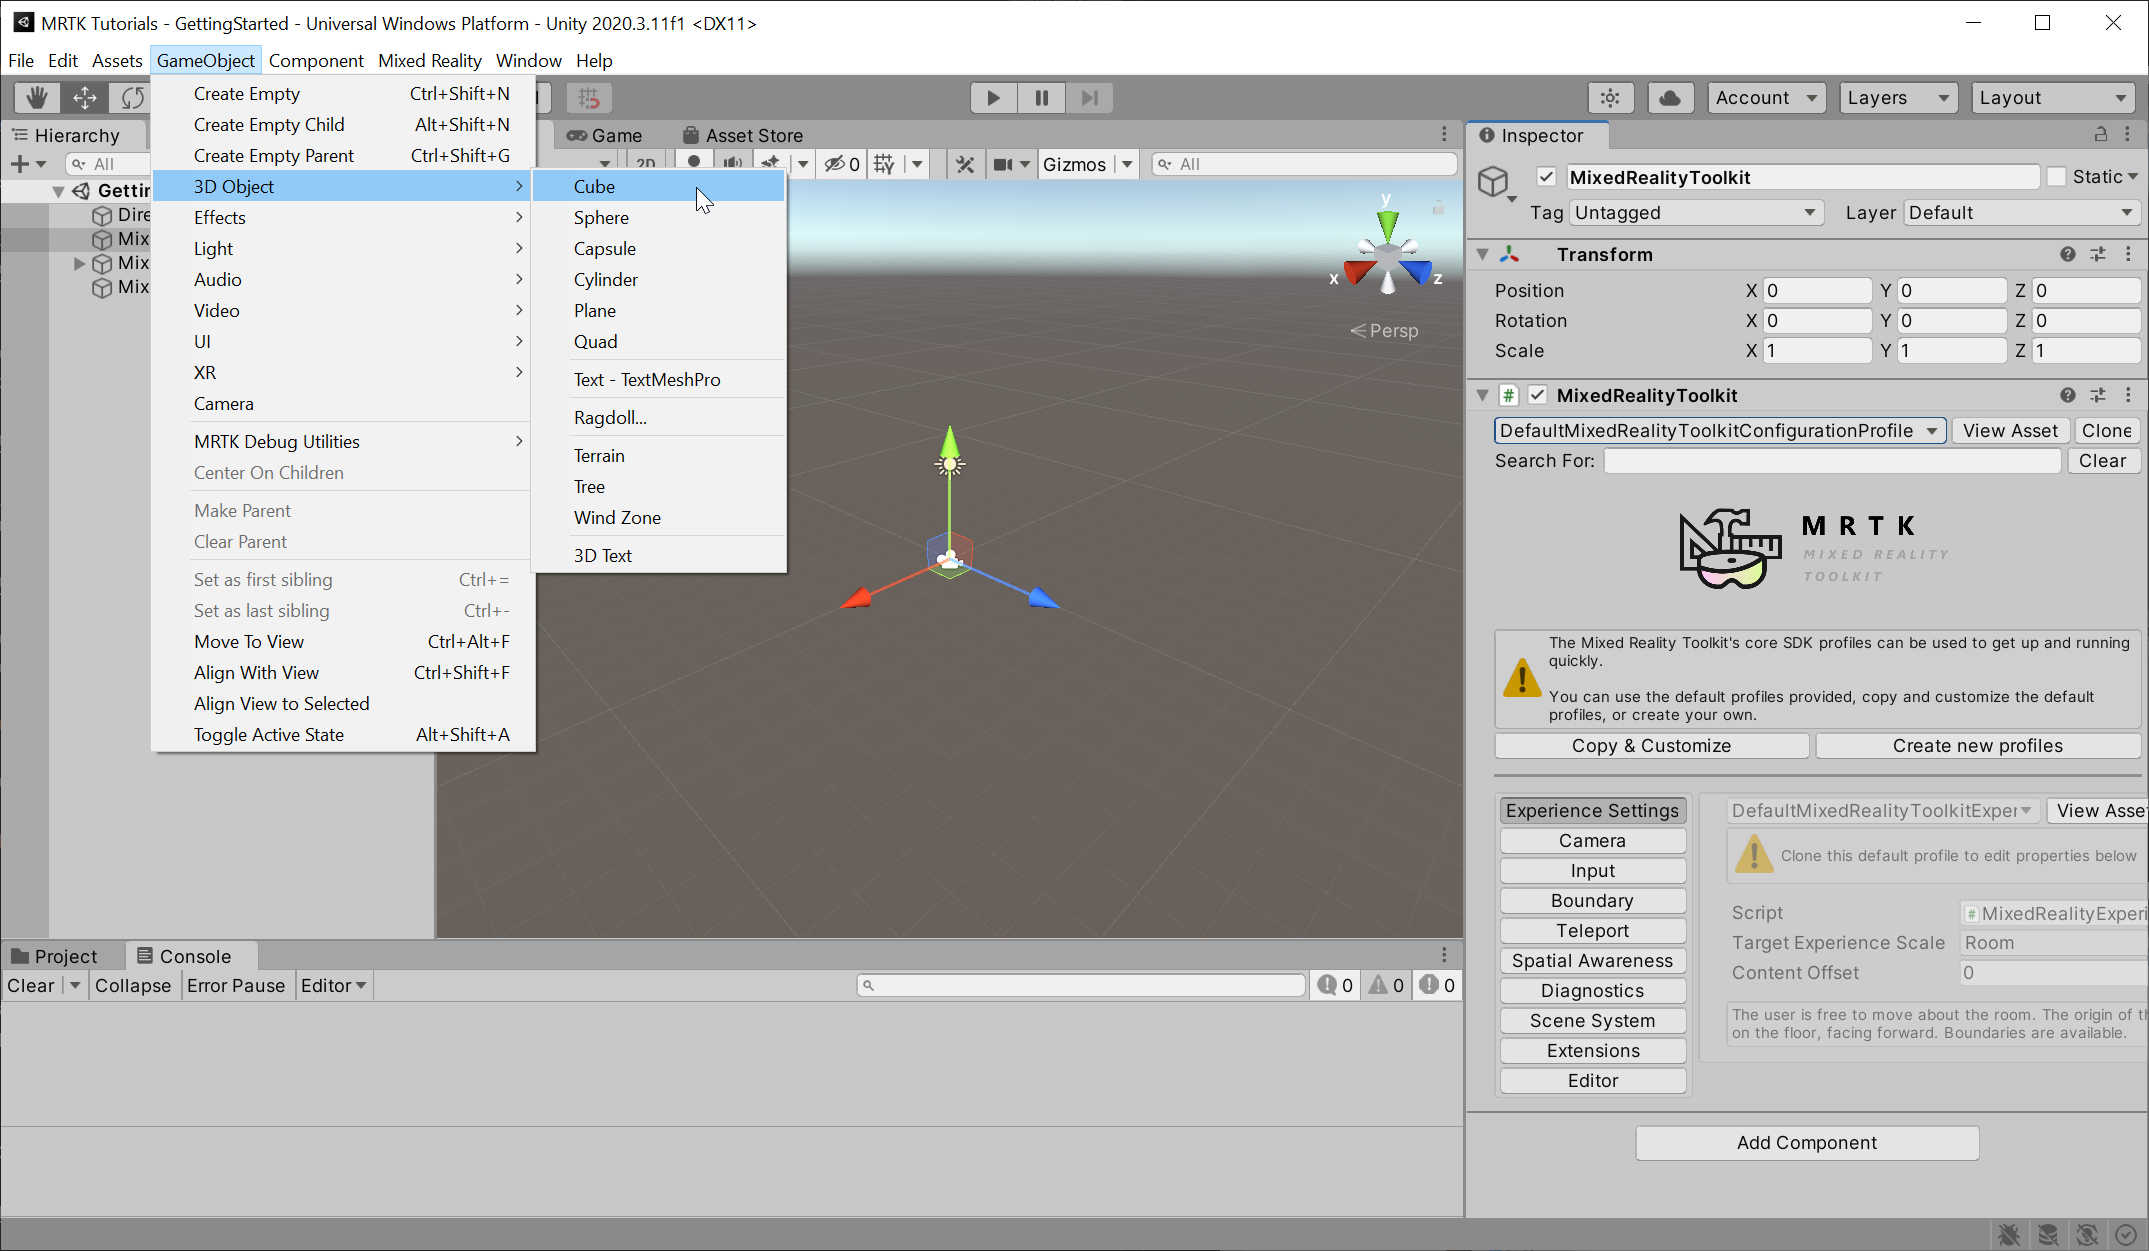 MRTK Tutorials - GettingStarted - Universal Windows Platform - Unity 2020.3.11f1 <DX11>
File Edit Assets GameObject Component Mixed Reality Window Help
Account Layers Layout
Hierarchy
All
Getti
Dire
Mix
Mix
Mix
Create Empty Ctrl+Shift+N
Create Empty Child Alt+Shift+N
Create Empty Parent Ctrl+Shift+G
3D Object
Effects
Light
Audio
Video
UI
XR
Camera
MRTK Debug Utilities
Center On Children
Make Parent
Clear Parent
Set as first sibling Ctrl+=
Set as last sibling Ctrl+-
Move To View Ctrl+Alt+F
Align With View Ctrl+Shift+F
Align View to Selected
Toggle Active State Alt+Shift+A
Cube
Sphere
Capsule
Cylinder
Plane
Quad
Text - TextMeshPro
Ragdoll...
Terrain
Tree
Wind Zone
3D Text
Game Asset Store
2D 0 Gizmos All
y
x z
Persp
Project Console
Clear Collapse Error Pause Editor 0 0 0
Inspector
MixedRealityToolkit Static
Tag Untagged Layer Default
Transform
Position X 0 Y 0 Z 0
Rotation X 0 Y 0 Z 0
Scale X 1 Y 1 Z 1
# MixedRealityToolkit
DefaultMixedRealityToolkitConfigurationProfile View Asset Clone
Search For: Clear
MRTK
MIXED REALITY
TOOLKIT
The Mixed Reality Toolkit's core SDK profiles can be used to get up and running
quickly.
You can use the default profiles provided, copy and customize the default
profiles, or create your own.
Copy & Customize Create new profiles
Experience Settings
Camera
Input
Boundary
Teleport
Spatial Awareness
Diagnostics
Scene System
Extensions
Editor
DefaultMixedRealityToolkitExper View Asse
Clone this default profile to edit properties below
Script # MixedRealityExperi
Target Experience Scale Room
Content Offset 0
The user is free to move about the room. The origin of th
on the floor, facing forward. Boundaries are available.
Add Component